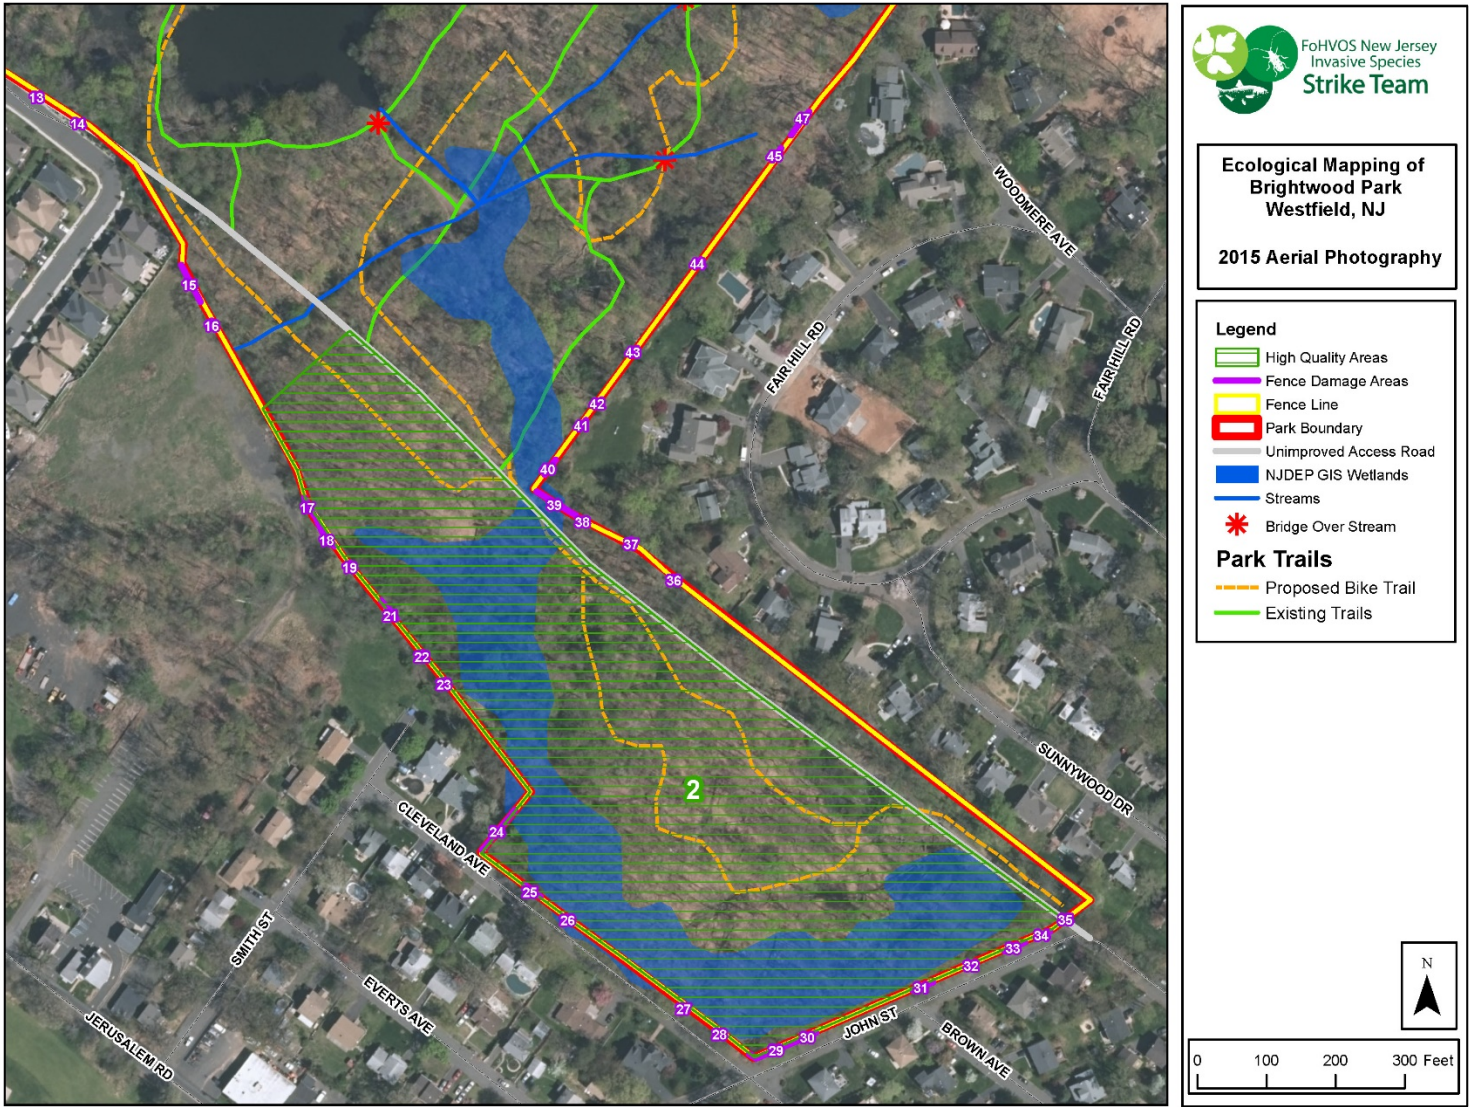 13
14
15
16
17
18
19
21
22
23
24
25
26
27
28
29
30
31
32
33
34
35
36
37
38
39
40
41
42
43
44
45
47
2
WOODMERE AVE
FAIR HILL RD
FAIR HILL RD
SUNNYWOOD DR
CLEVELAND AVE
SMITH ST
EVERTS AVE
JERUSALEM RD
JOHN ST
BROWN AVE
FoHVOS New Jersey
Invasive Species
Strike Team
Ecological Mapping of
Brightwood Park
Westfield, NJ
2015 Aerial Photography
Legend
High Quality Areas
Fence Damage Areas
Fence Line
Park Boundary
Unimproved Access Road
NJDEP GIS Wetlands
Streams
Bridge Over Stream
Park Trails
Proposed Bike Trail
Existing Trails
N
0 100 200 300 Feet